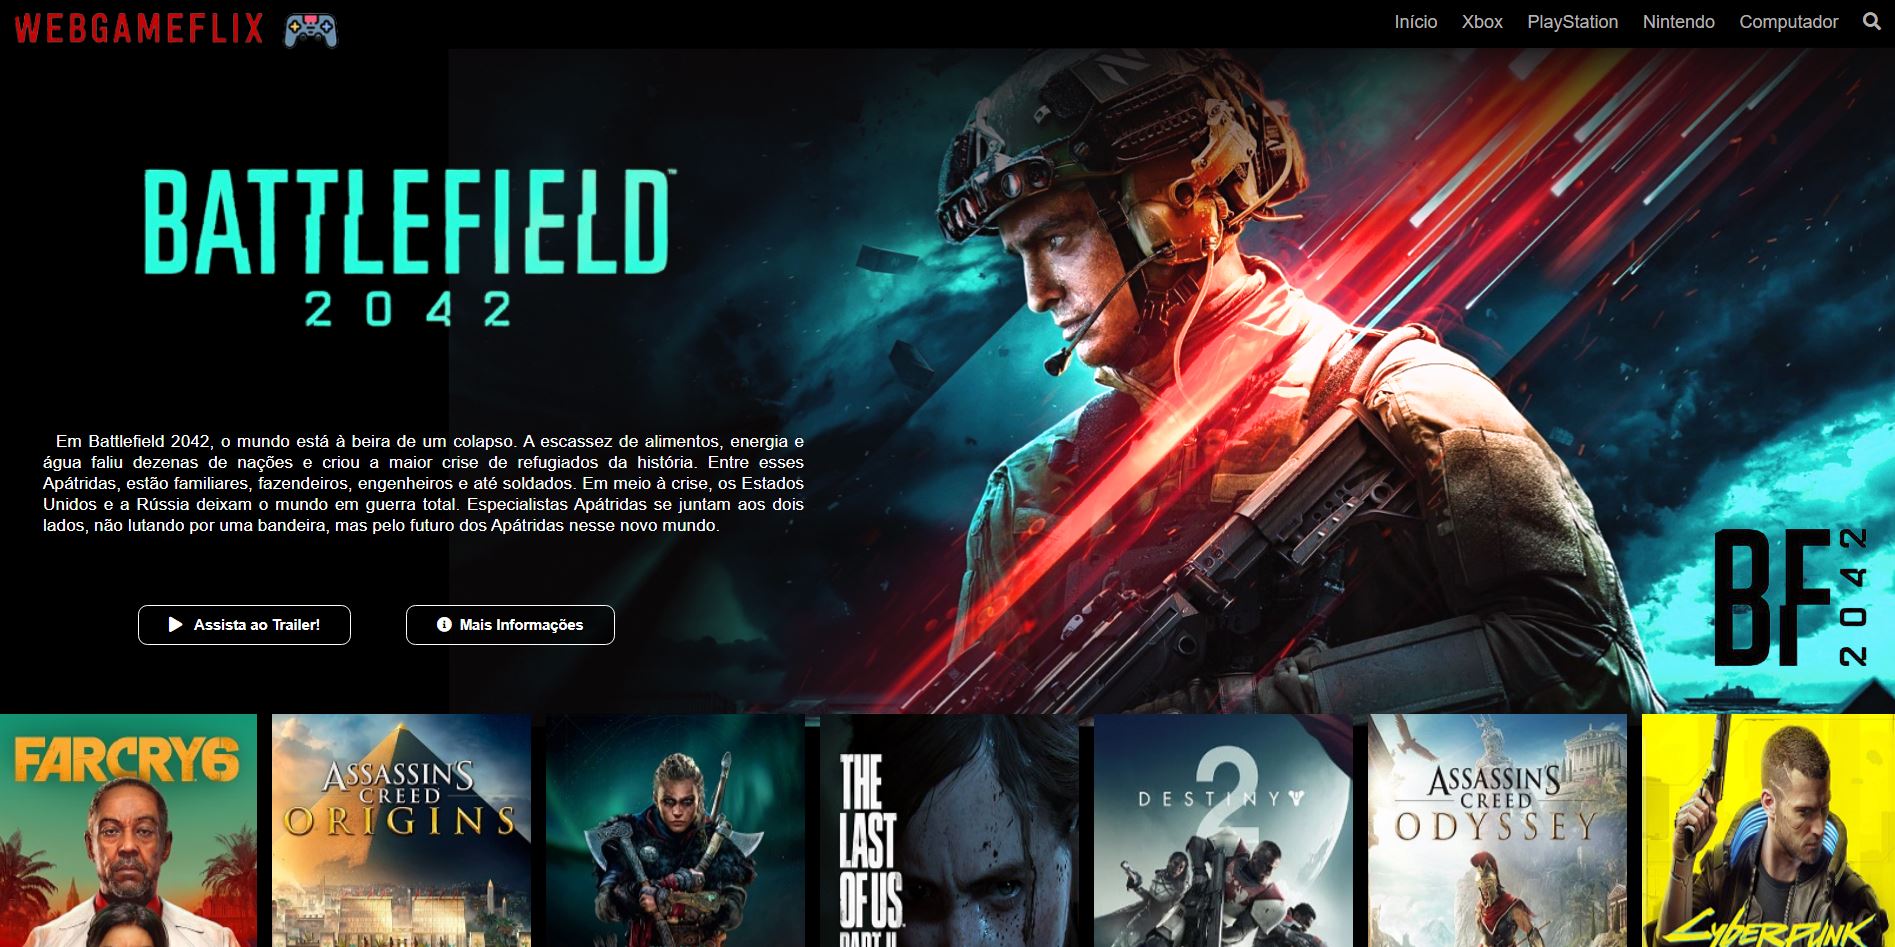 WEBGAMEFLIX
Início Xbox PlayStation Nintendo Computador
BATTLEFIELD™
2042
Em Battlefield 2042, o mundo está à beira de um colapso. A escassez de alimentos, energia e
água faliu dezenas de nações e criou a maior crise de refugiados da história. Entre esses
Apátridas, estão familiares, fazendeiros, engenheiros e até soldados. Em meio à crise, os Estados
Unidos e a Rússia deixam o mundo em guerra total. Especialistas Apátridas se juntam aos dois
lados, não lutando por uma bandeira, mas pelo futuro dos Apátridas nesse novo mundo.
Assista ao Trailer!
Mais Informações
BF
2042
FARCRY6
ASSASSIN'S
CREED
ORIGINS
THE
LAST
OF US
PART II
2
DESTINY
ASSASSIN'S
CREED
ODYSSEY
Cyberpunk